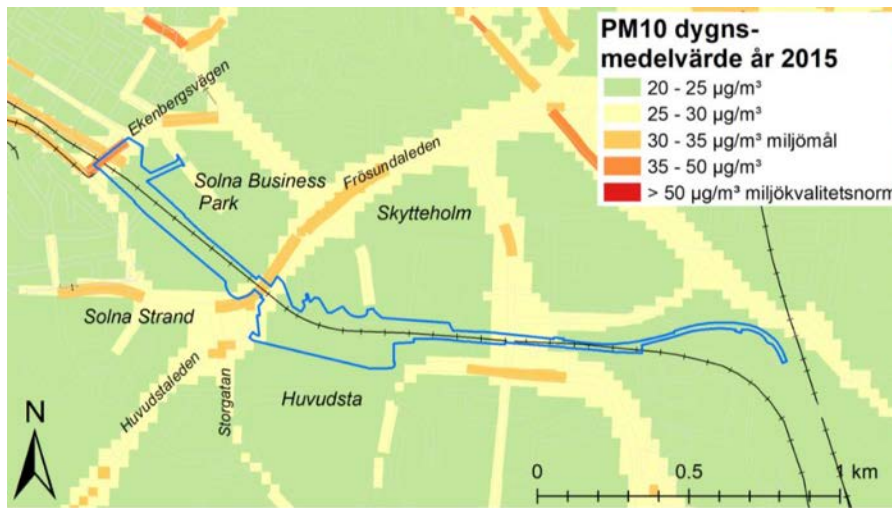 PM10 dygns-
medelvärde år 2015
20 - 25 µg/m³
25 - 30 µg/m³
30 - 35 µg/m³ miljömål
35 - 50 µg/m³
> 50 µg/m³ miljökvalitetsnorm
Ekenbergsvägen
Solna Business
Park
Frösundaleden
Skytteholm
Solna Strand
Huvudstaleden
Storgatan
Huvudsta
N
0 0.5 1 km